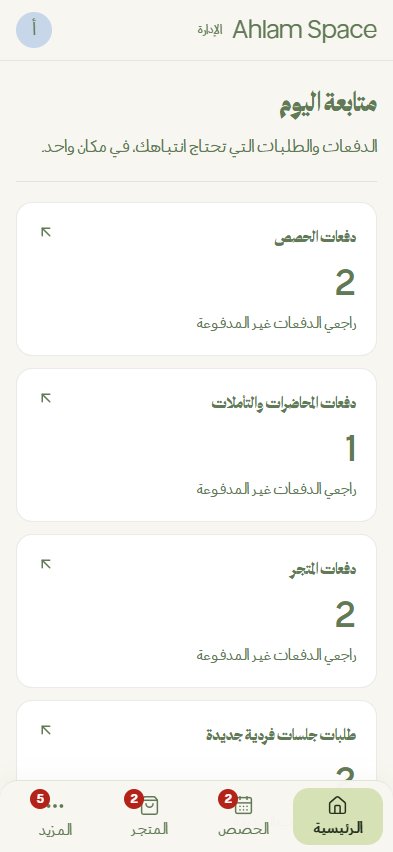 Ahlam Space الإدارة
أ
متابعة اليوم
الدفعات والطلبات التي تحتاج انتباهك، في مكان واحد.
دفعات الحصص
2
راجعي الدفعات غير المدفوعة
دفعات المحاضرات والتأملات
1
راجعي الدفعات غير المدفوعة
دفعات المتجر
2
راجعي الدفعات غير المدفوعة
طلبات جلسات فردية جديدة
الرئيسية
2
الحصص
2
المتجر
5
المزيد